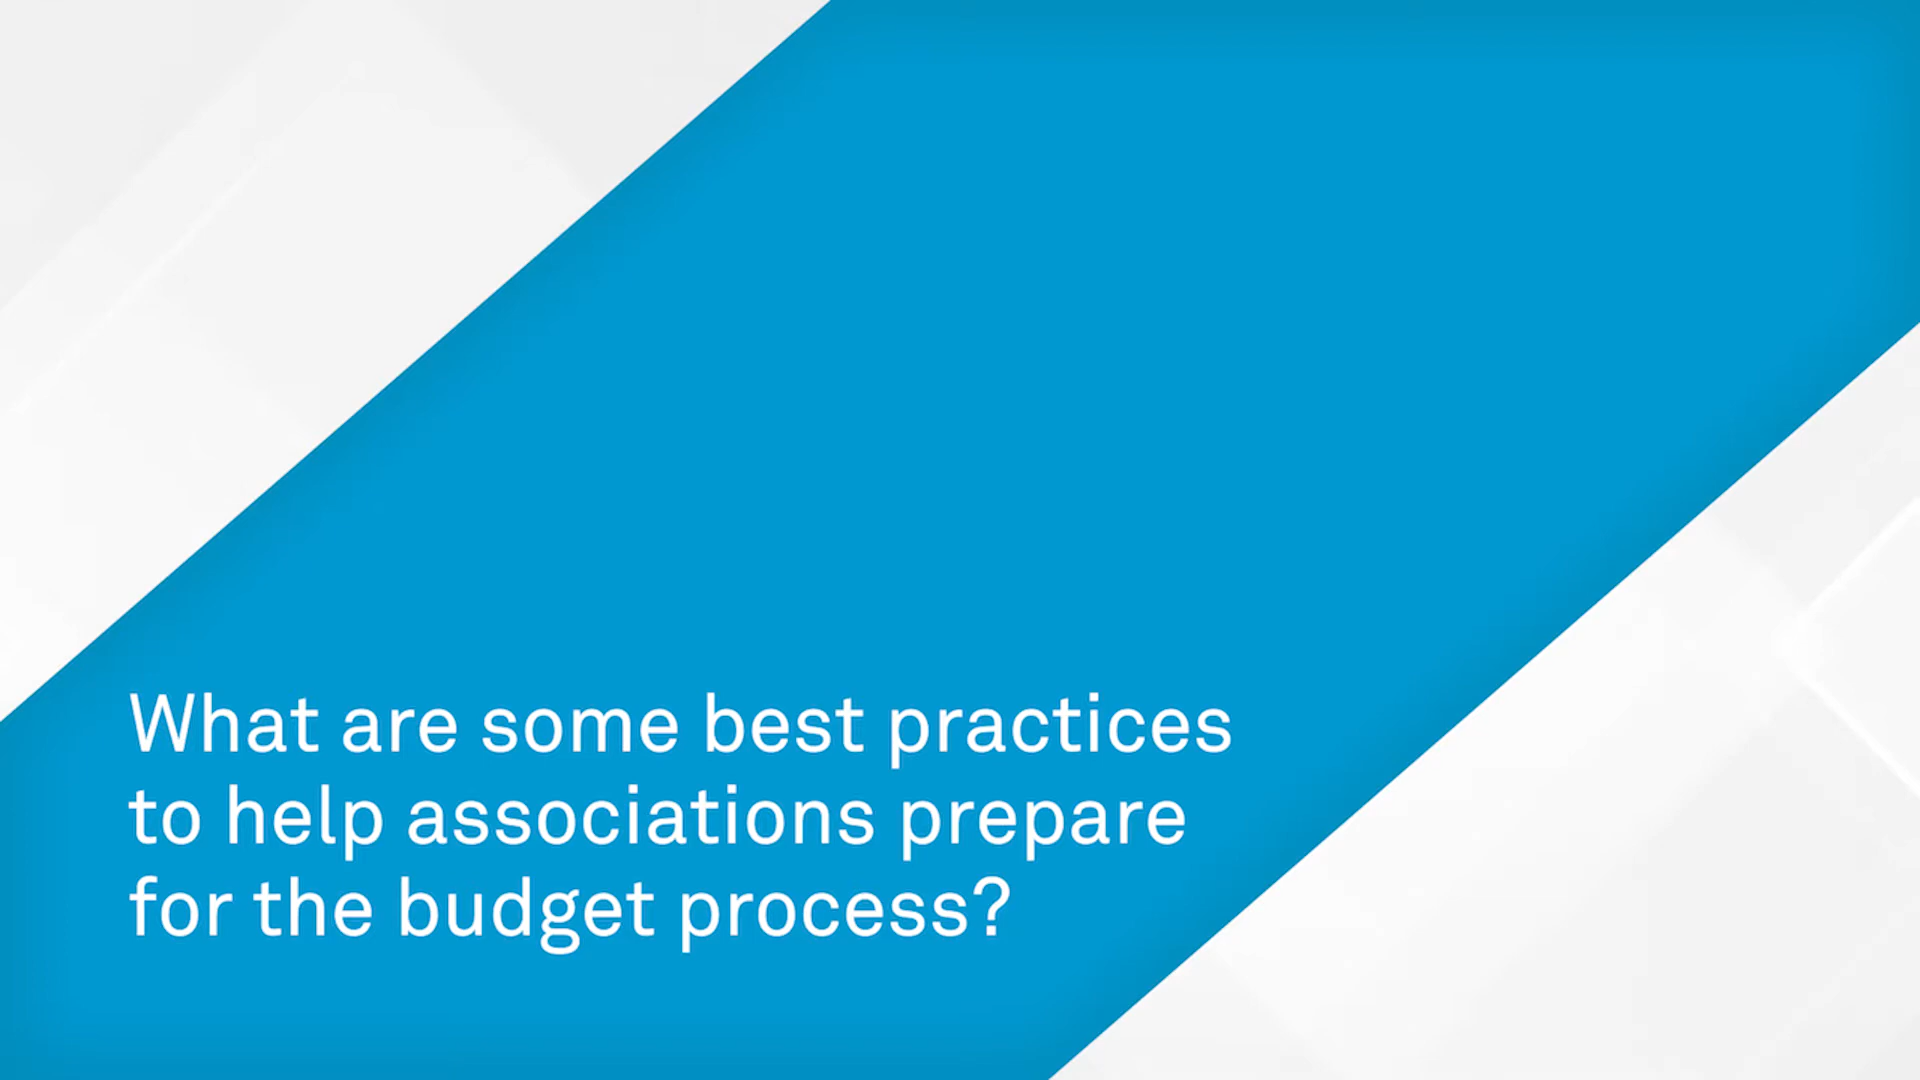 What are some best practices
to help associations prepare
for the budget process?